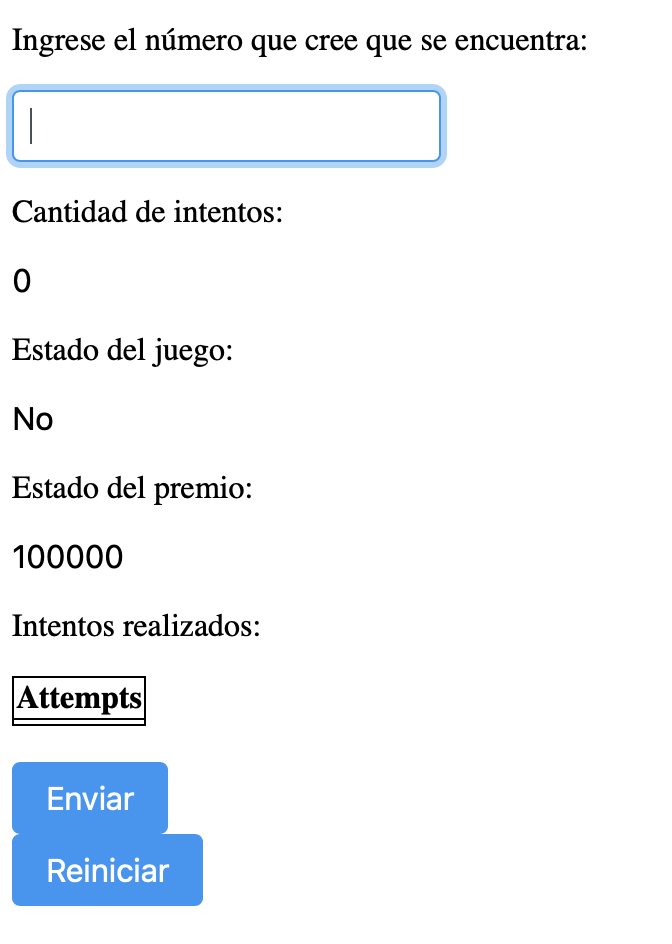 Ingrese el número que cree que se encuentra:
Cantidad de intentos:
0
Estado del juego:
No
Estado del premio:
100000
Intentos realizados:
Attempts
Enviar
Reiniciar